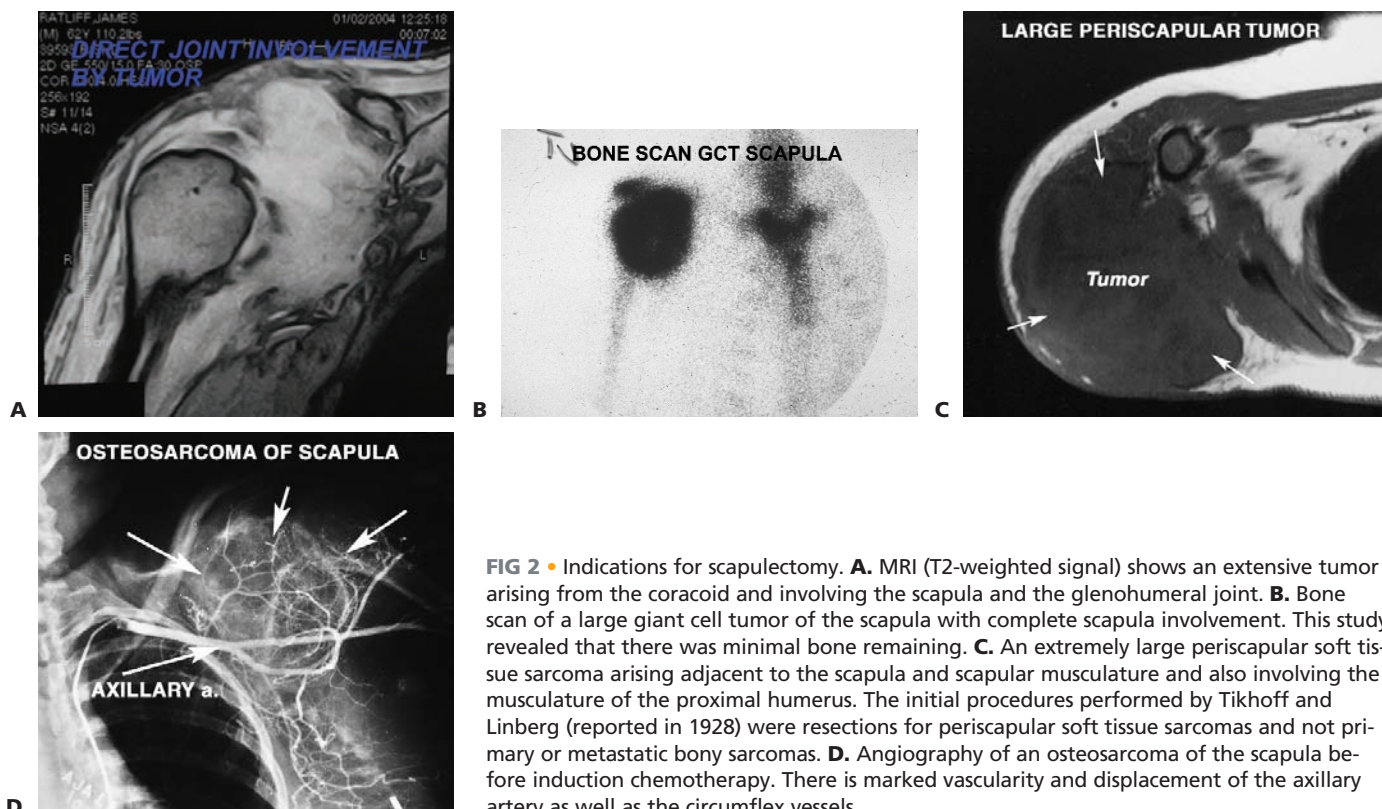 RATLIFF,JAMES
(M) 62Y 110.2lbs
01/02/2004 12:25:18
00:07:02
DIRECT JOINT INVOLVEMENT
BY TUMOR
256x192
S# 11/14
NSA 4(2)
R
L
A
BONE SCAN GCT SCAPULA
B
LARGE PERISCAPULAR TUMOR
Tumor
C
OSTEOSARCOMA OF SCAPULA
AXILLARY a.
D
FIG 2 • Indications for scapulectomy. A. MRI (T2-weighted signal) shows an extensive tumor
arising from the coracoid and involving the scapula and the glenohumeral joint. B. Bone
scan of a large giant cell tumor of the scapula with complete scapula involvement. This study
revealed that there was minimal bone remaining. C. An extremely large periscapular soft tis-
sue sarcoma arising adjacent to the scapula and scapular musculature and also involving the
musculature of the proximal humerus. The initial procedures performed by Tikhoff and
Linberg (reported in 1928) were resections for periscapular soft tissue sarcomas and not pri-
mary or metastatic bony sarcomas. D. Angiography of an osteosarcoma of the scapula be-
fore induction chemotherapy. There is marked vascularity and displacement of the axillary
artery as well as the circumflex vessels.